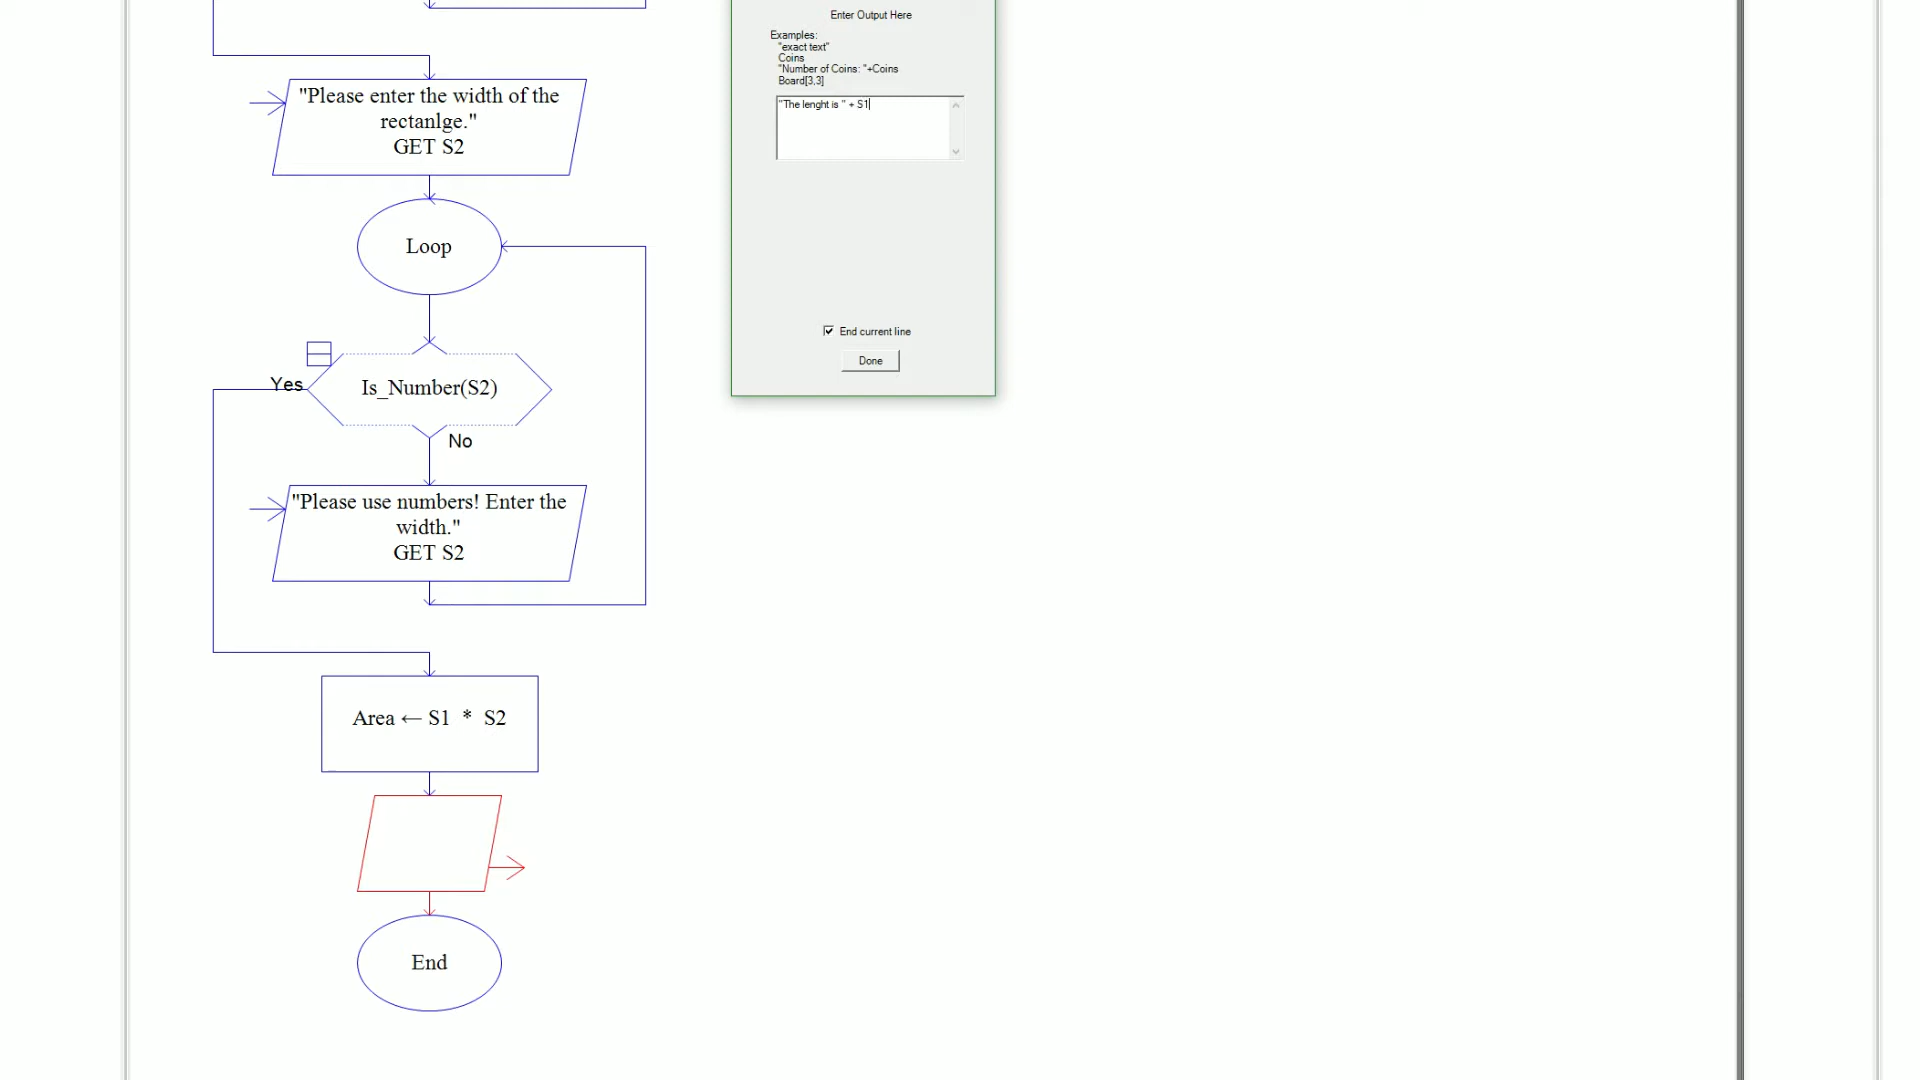 "Please enter the width of the
rectanlge."
GET S2
Loop
Yes
Is_Number(S2)
No
"Please use numbers! Enter the
width."
GET S2
Area ← S1 * S2
End
Enter Output Here
Examples:
"exact text"
Coins
"Number of Coins: "+Coins
Board[3,3]
"The lenght is " + S1
End current line
Done